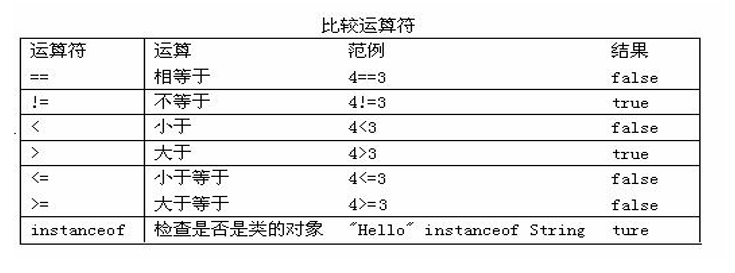 比较运算符
运算符 运算 范例 结果
== 相等于 4==3 false
!= 不等于 4!=3 true
< 小于 4<3 false
> 大于 4>3 true
<= 小于等于 4<=3 false
>= 大于等于 4>=3 false
instanceof 检查是否是类的对象 "Hello" instanceof String ture